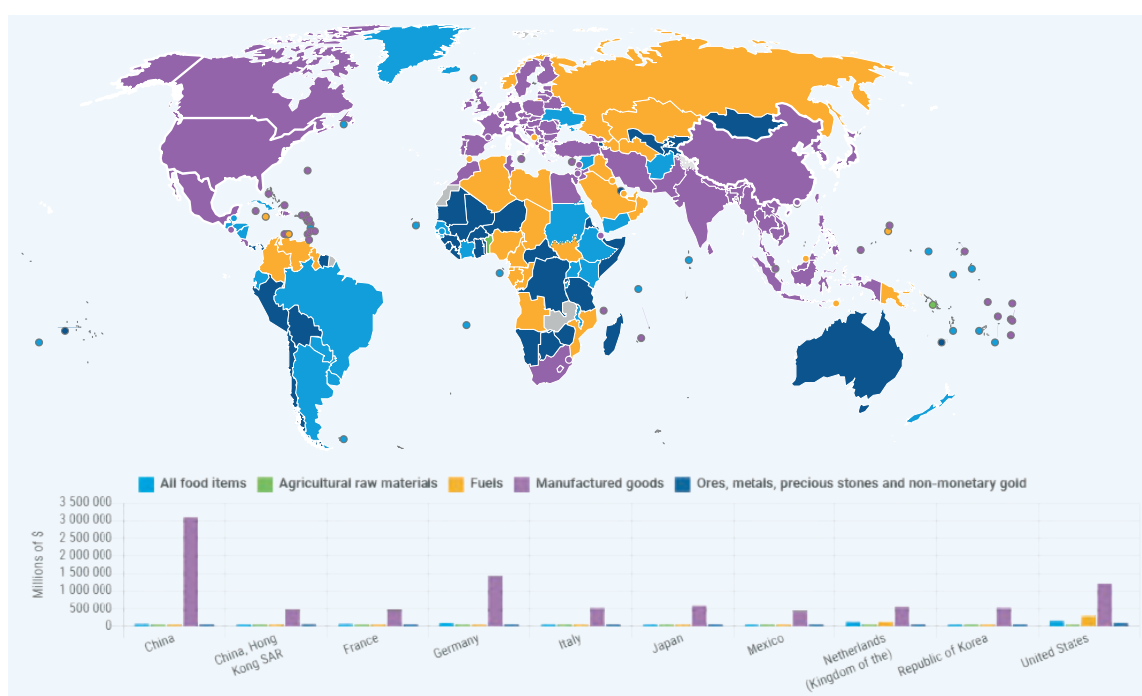 All food items
Agricultural raw materials
Fuels
Manufactured goods
Ores, metals, precious stones and non-monetary gold
Millions of $
3 500 000
3 000 000
2 500 000
2 000 000
1 500 000
1 000 000
500 000
0
China
China, Hong
Kong SAR
France
Germany
Italy
Japan
Mexico
Netherlands
(Kingdom of the)
Republic of Korea
United States